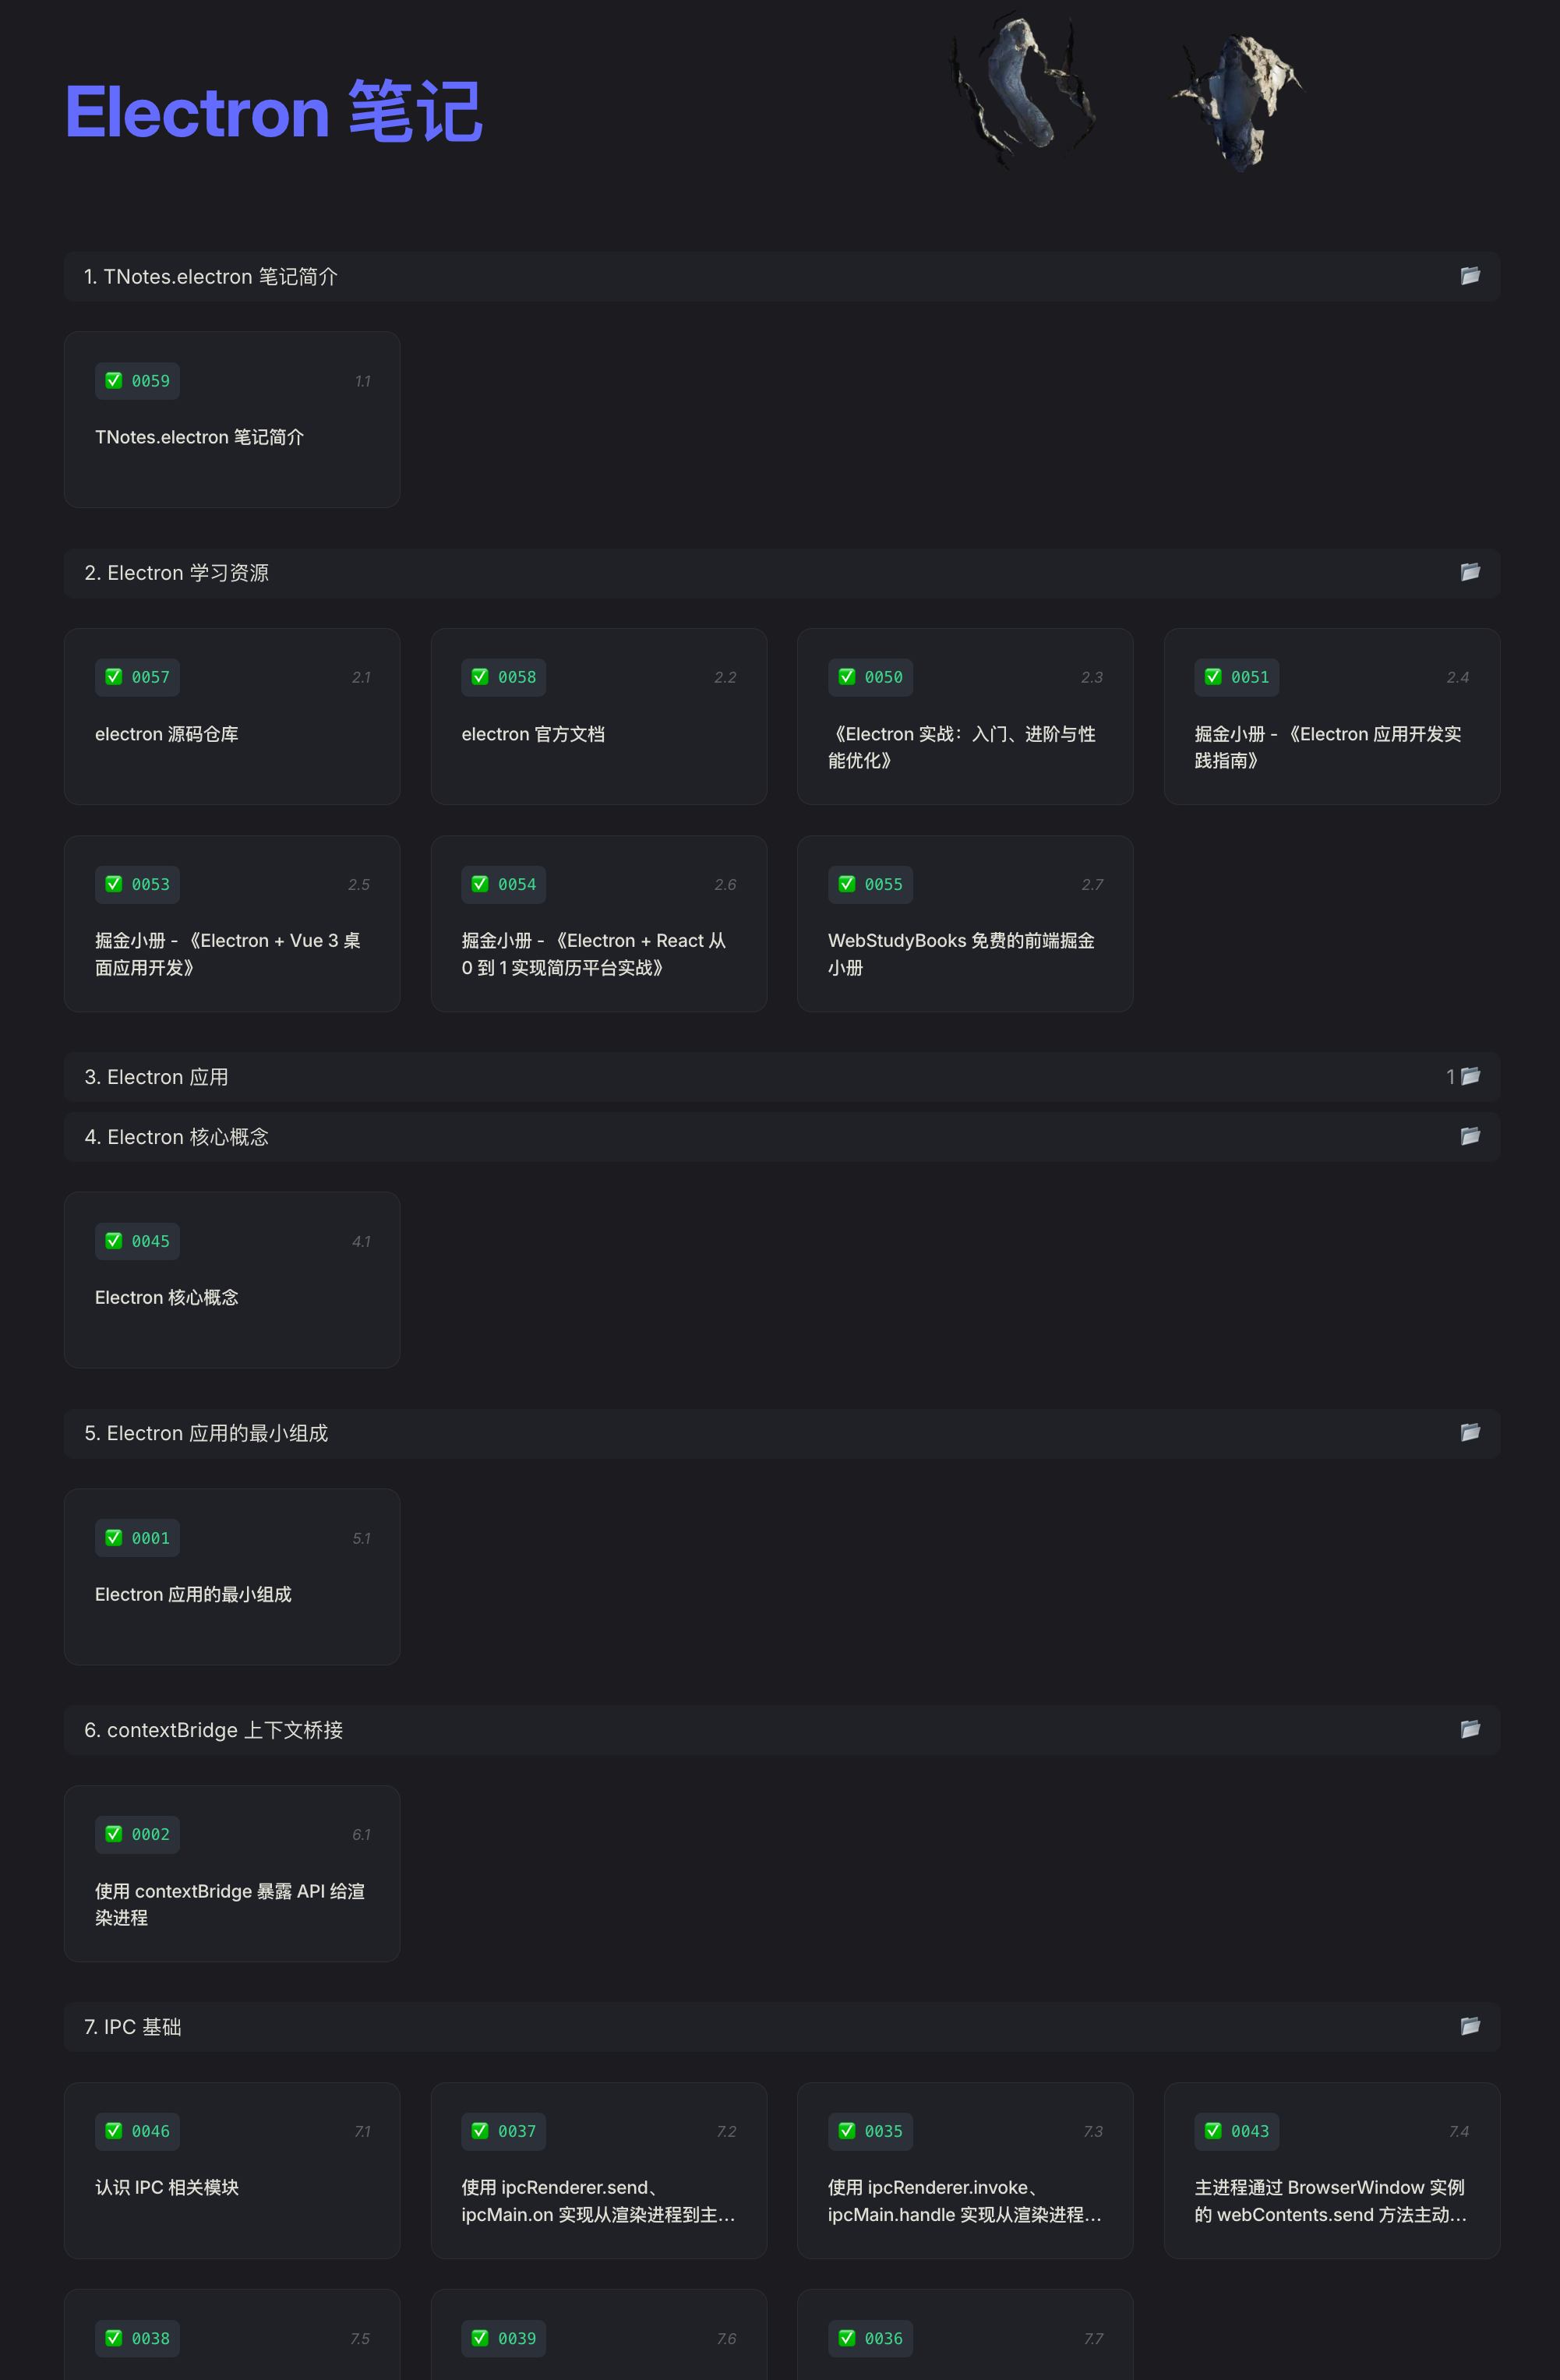 Electron 笔记
1. TNotes.electron 笔记简介
✅ 0059
1.1
TNotes.electron 笔记简介
2. Electron 学习资源
✅ 0057
2.1
electron 源码仓库
✅ 0058
2.2
electron 官方文档
✅ 0050
2.3
《Electron 实战：入门、进阶与性
能优化》
✅ 0051
2.4
掘金小册 - 《Electron 应用开发实
践指南》
✅ 0053
2.5
掘金小册 - 《Electron + Vue 3 桌
面应用开发》
✅ 0054
2.6
掘金小册 - 《Electron + React 从
0 到 1 实现简历平台实战》
✅ 0055
2.7
WebStudyBooks 免费的前端掘金
小册
3. Electron 应用
1
4. Electron 核心概念
✅ 0045
4.1
Electron 核心概念
5. Electron 应用的最小组成
✅ 0001
5.1
Electron 应用的最小组成
6. contextBridge 上下文桥接
✅ 0002
6.1
使用 contextBridge 暴露 API 给渲
染进程
7. IPC 基础
✅ 0046
7.1
认识 IPC 相关模块
✅ 0037
7.2
使用 ipcRenderer.send、
ipcMain.on 实现从渲染进程到主...
✅ 0035
7.3
使用 ipcRenderer.invoke、
ipcMain.handle 实现从渲染进程...
✅ 0043
7.4
主进程通过 BrowserWindow 实例
的 webContents.send 方法主动...
✅ 0038
7.5
✅ 0039
7.6
✅ 0036
7.7